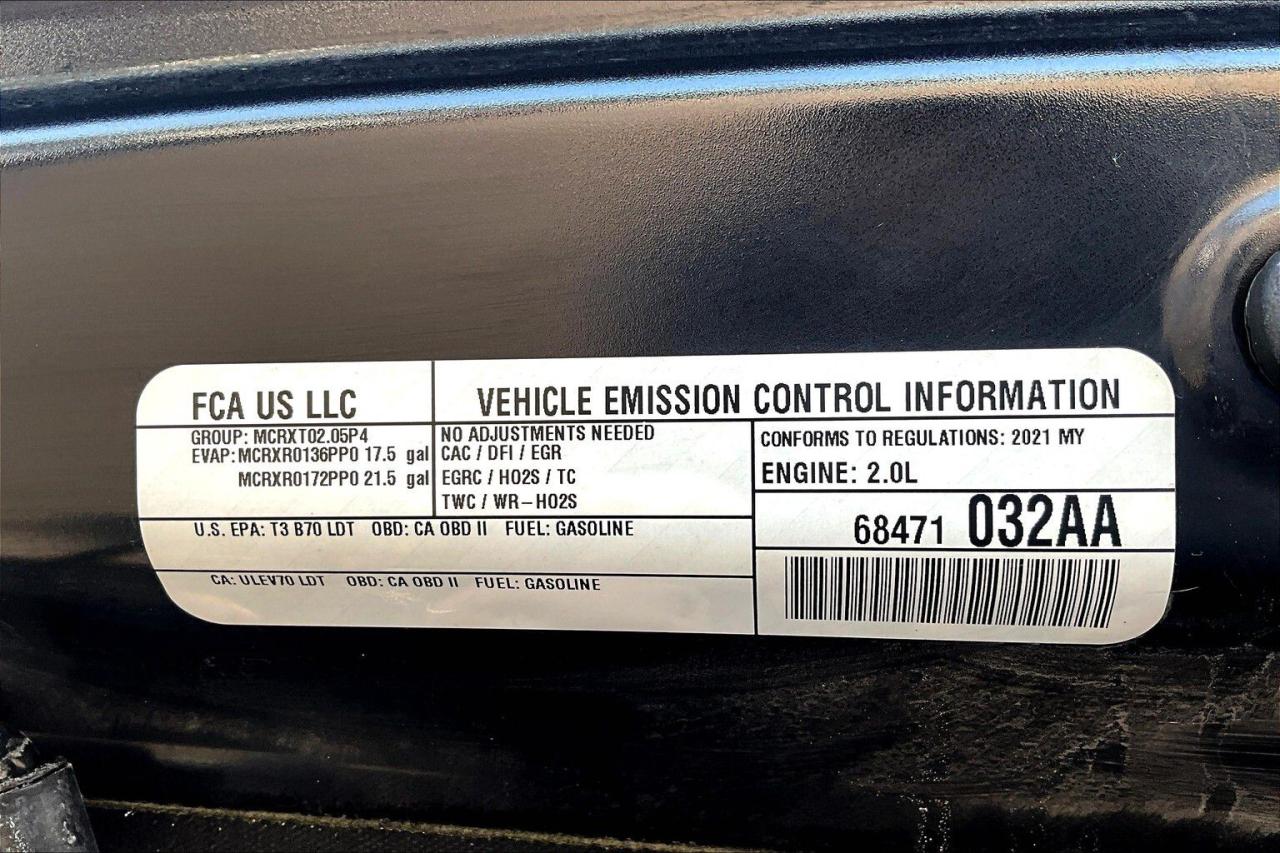 FCA US LLC
VEHICLE EMISSION CONTROL INFORMATION
GROUP: MCRXT02.05P4
EVAP: MCRXR0136PP0 17.5 gal
MCRXR0172PP0 21.5 gal
NO ADJUSTMENTS NEEDED
CAC / DFI / EGR
EGRC / HO2S / TC
TWC / WR-HO2S
CONFORMS TO REGULATIONS: 2021 MY
ENGINE: 2.0L
68471 032AA
U.S. EPA: T3 B70 LDT OBD: CA OBD II FUEL: GASOLINE
CA: ULEV70 LDT OBD: CA OBD II FUEL: GASOLINE